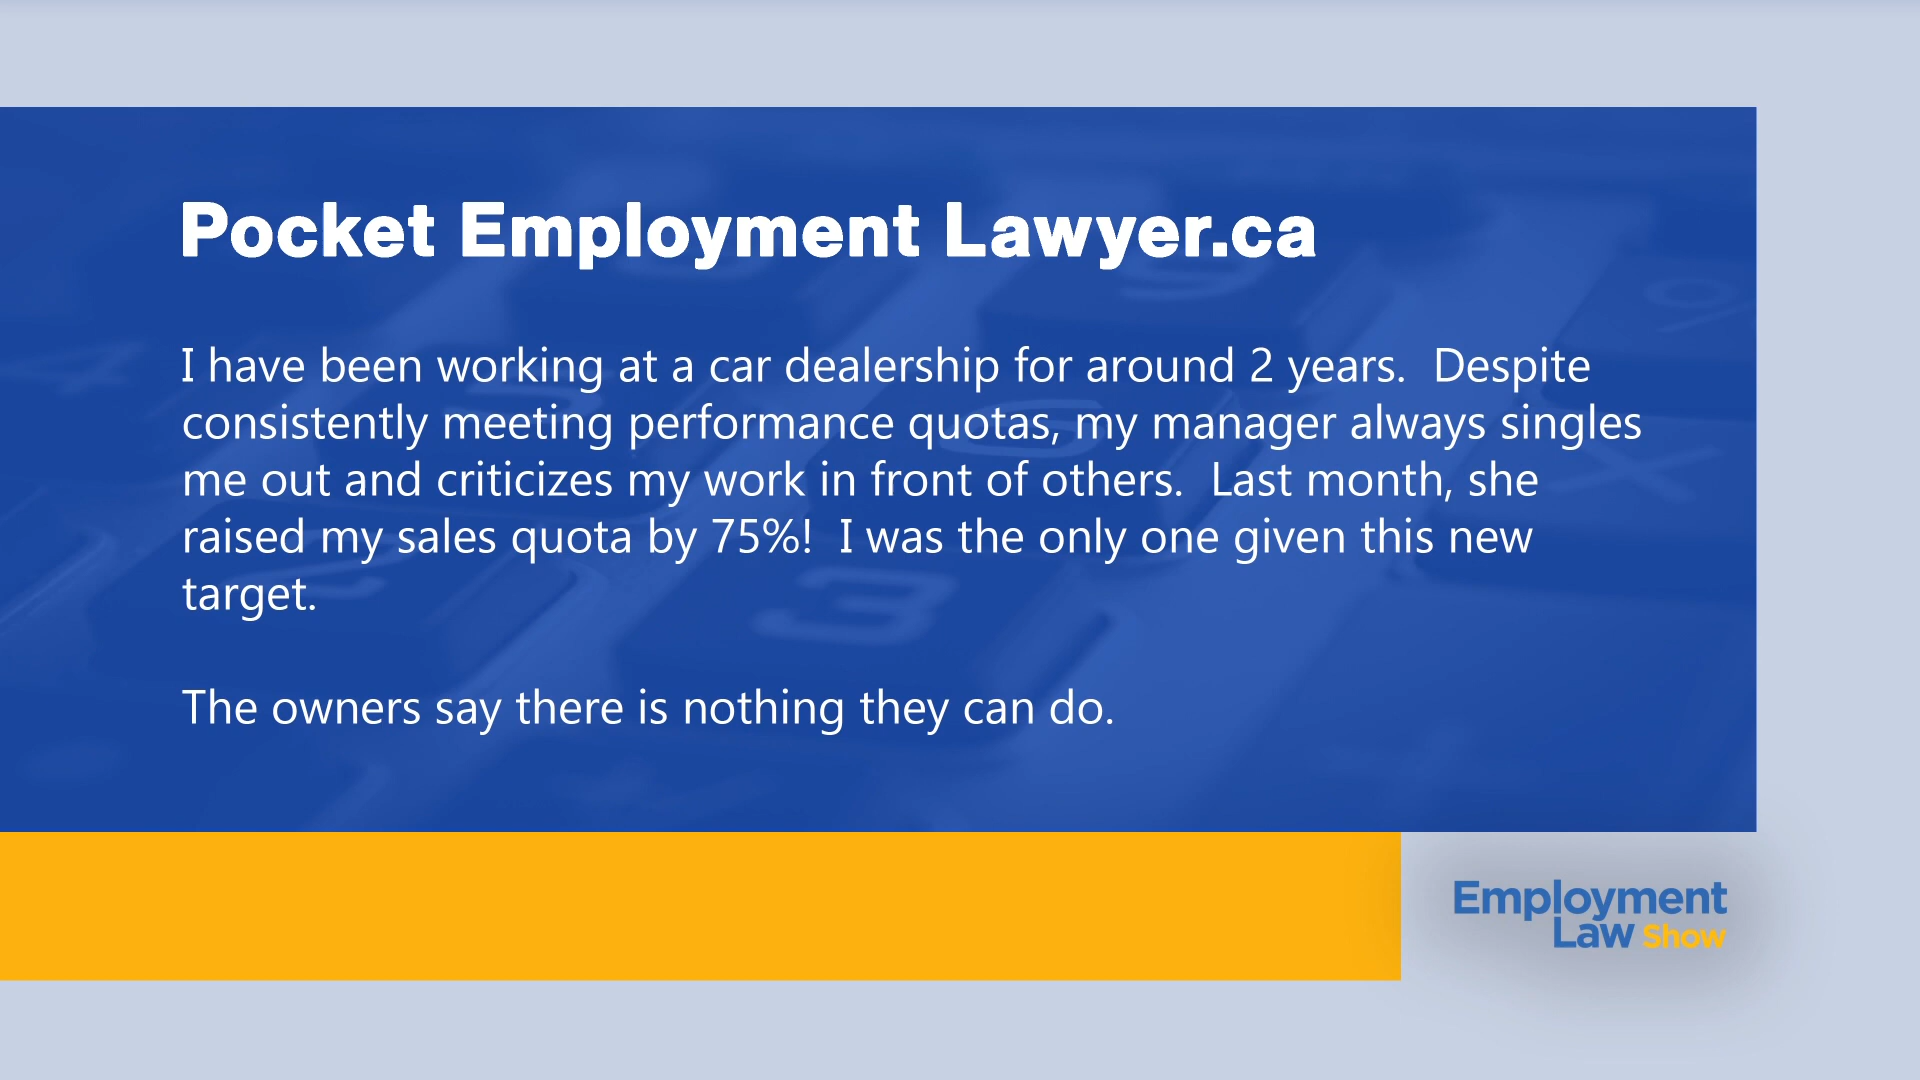 Pocket Employment Lawyer.ca
I have been working at a car dealership for around 2 years.  Despite
consistently meeting performance quotas, my manager always singles
me out and criticizes my work in front of others.  Last month, she
raised my sales quota by 75%!  I was the only one given this new
target.
The owners say there is nothing they can do.
Employment
Law Show